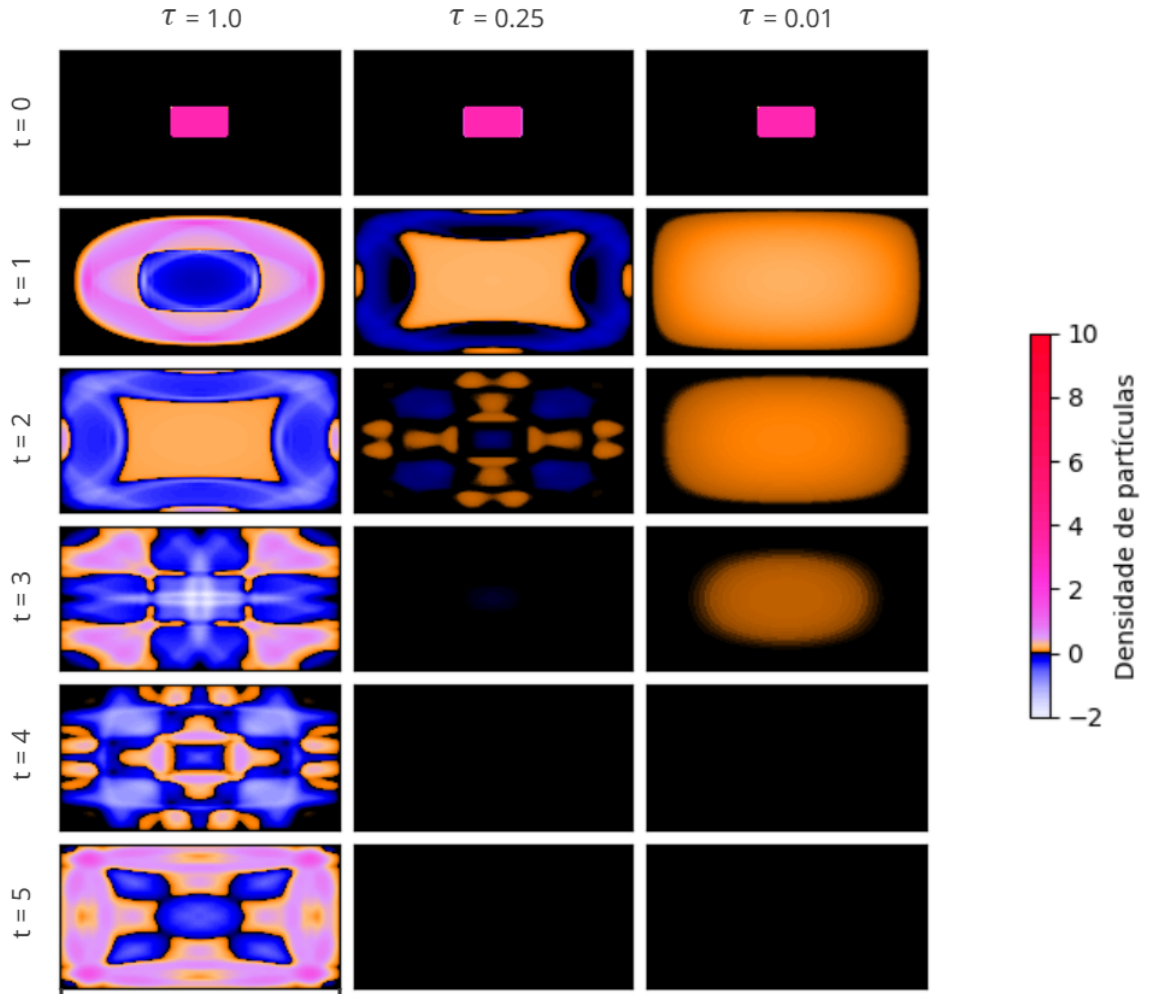 τ = 1.0
τ = 0.25
τ = 0.01
t = 0
t = 1
t = 2
t = 3
t = 4
t = 5
10
8
6
4
2
0
−2
Densidade de partículas